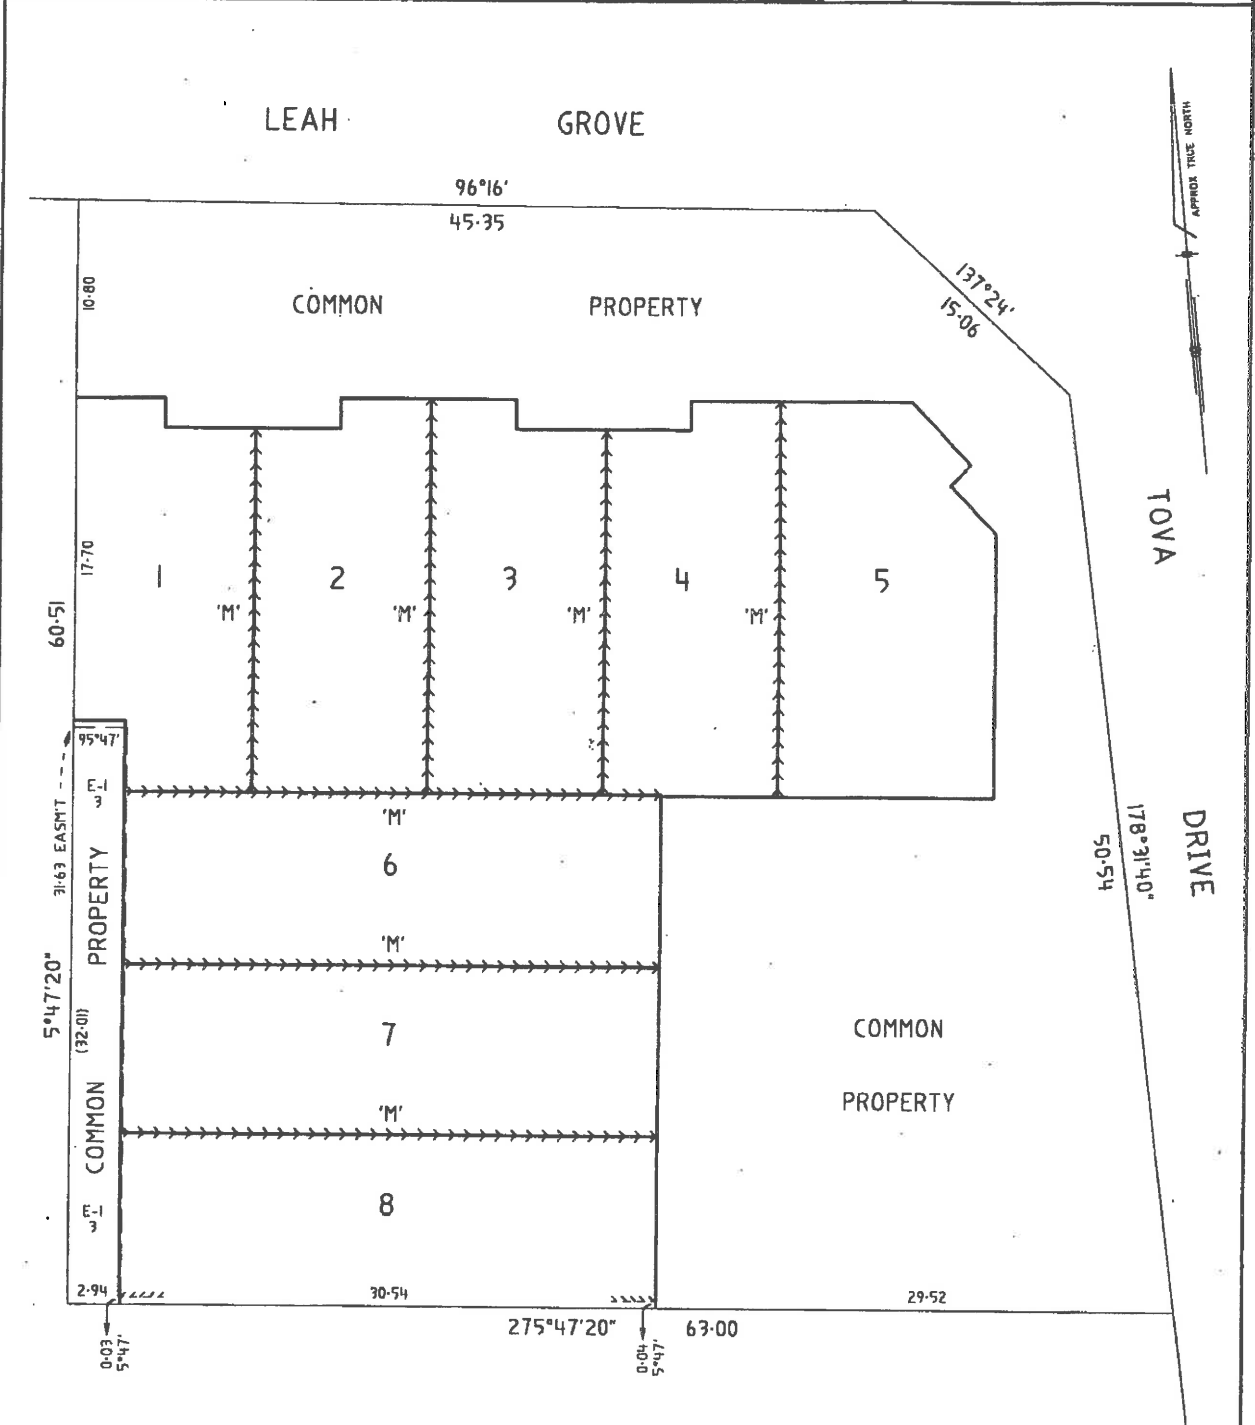 LEAH GROVE
96°16'
45·35
APPROX TRUE NORTH
10·80
COMMON PROPERTY
137°24'
15·06
TOVA
17·70
1
2
3
4
5
'M'
'M'
'M'
'M'
60·51
95°47'
E-1
3
31·63 EASM'T
'M'
6
PROPERTY
178°31'40"
50·54
DRIVE
'M'
5°47'20"
(32·01)
7
COMMON
PROPERTY
COMMON
'M'
8
E-1
3
2·94
30·54
29·52
275°47'20" 63·00
0·03
5°47'
0·04
5°47'